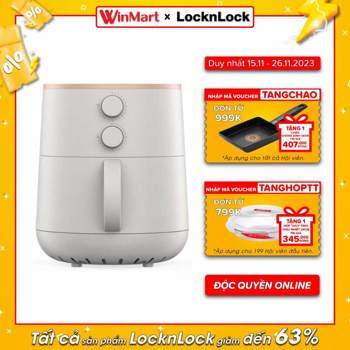 WinMart × LocknLock
Duy nhất 15.11 - 26.11.2023
NHẬP MÃ VOUCHER TANGCHAO
ĐƠN TỪ
999K
TẶNG 1
407.000
*Áp dụng cho tất cả hội viên.
NHẬP MÃ VOUCHER TANGHOPTT
ĐƠN TỪ
799K
TẶNG 1
345.000
*Áp dụng cho 199 hội viên đầu tiên.
ĐỘC QUYỀN ONLINE
Tất cả sản phẩm LocknLock giảm đến 63%